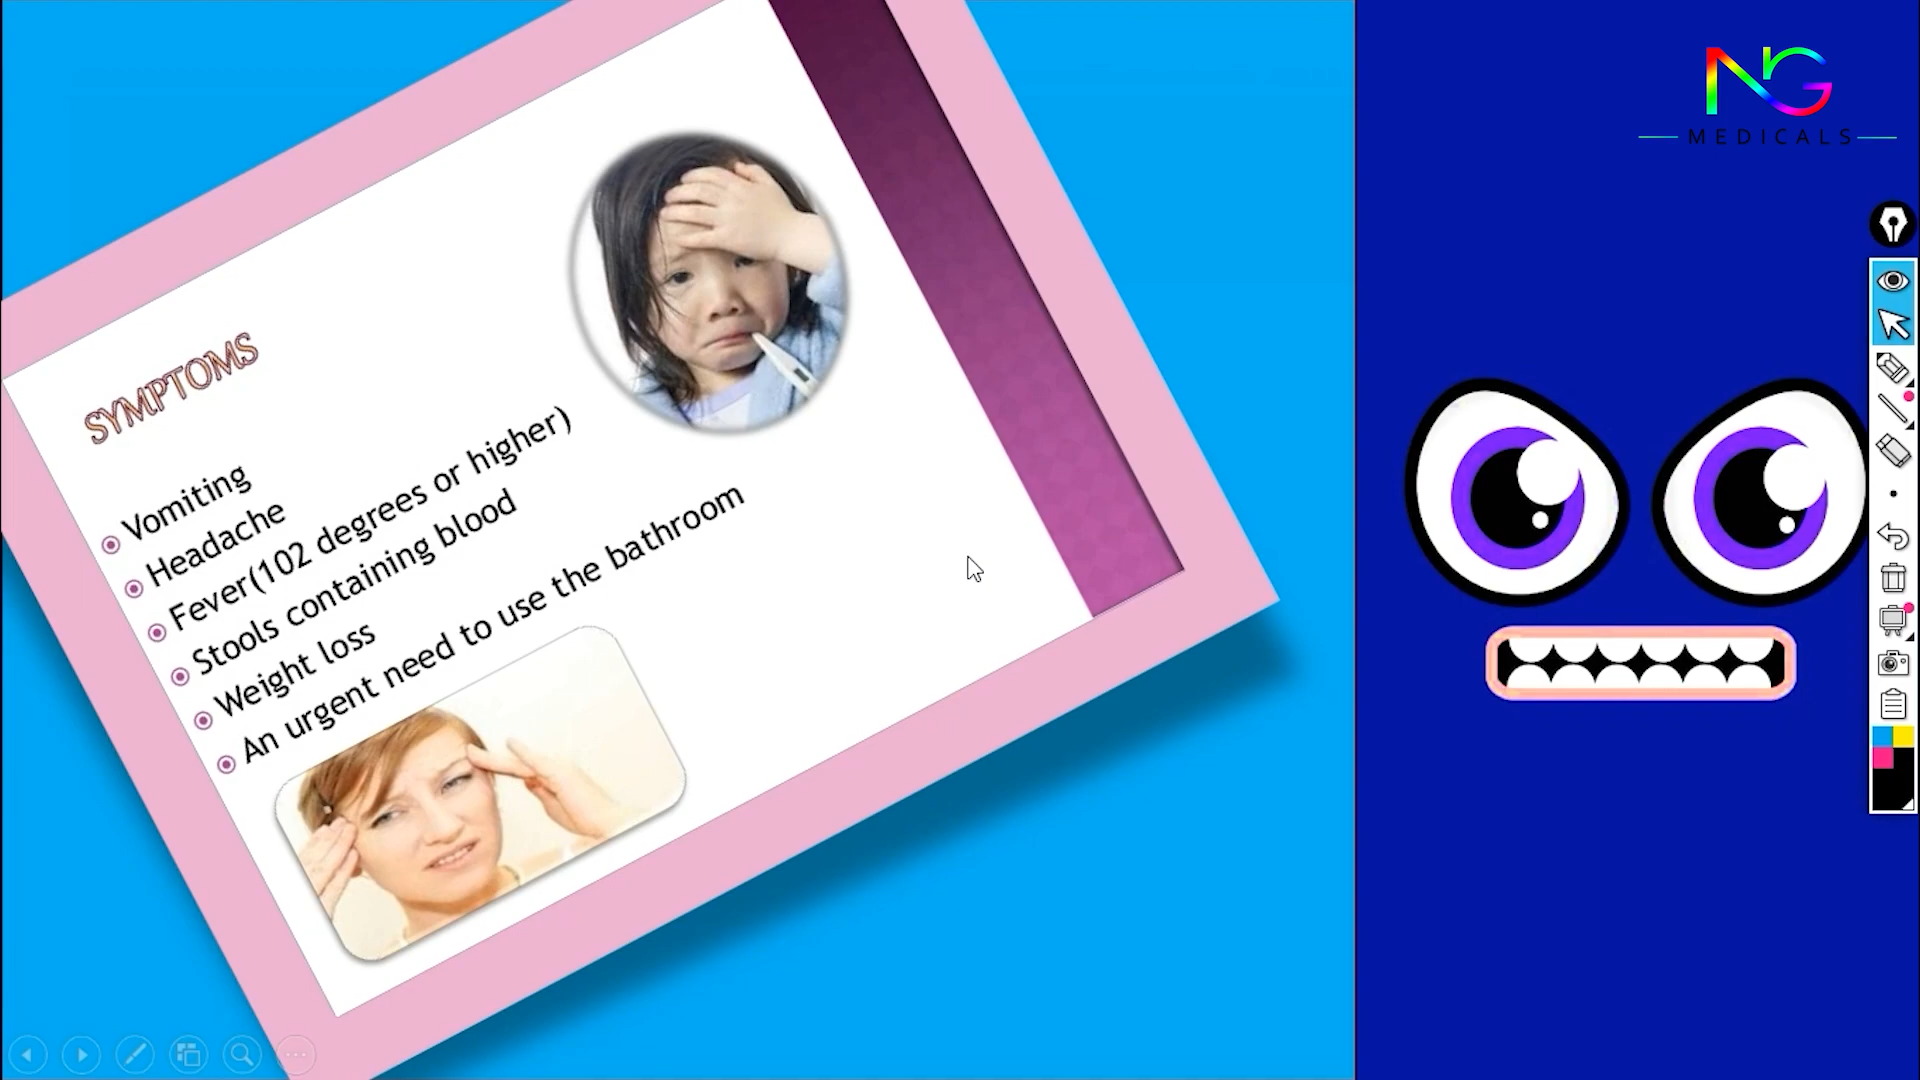 NG
MEDICALS
SYMPTOMS
Vomiting
Headache
Fever(102 degrees or higher)
Stools containing blood
Weight loss
An urgent need to use the bathroom